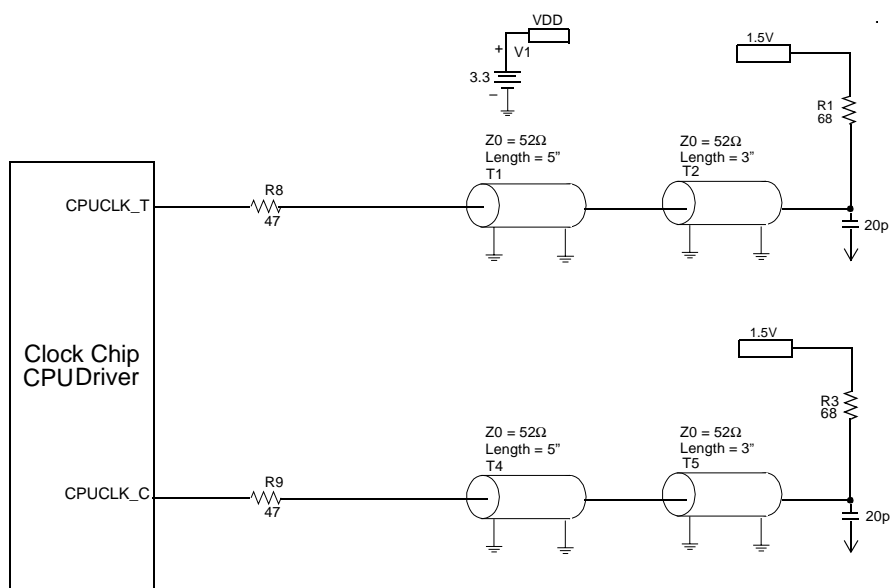 VDD
+
V1
3.3
–
1.5V
R1
68
Z0 = 52Ω
Length = 5”
T1
Z0 = 52Ω
Length = 3”
T2
CPUCLK_T
R8
47
20p
Clock Chip
CPUDriver
1.5V
R3
68
Z0 = 52Ω
Length = 5”
T4
Z0 = 52Ω
Length = 3”
T5
CPUCLK_C
R9
47
20p